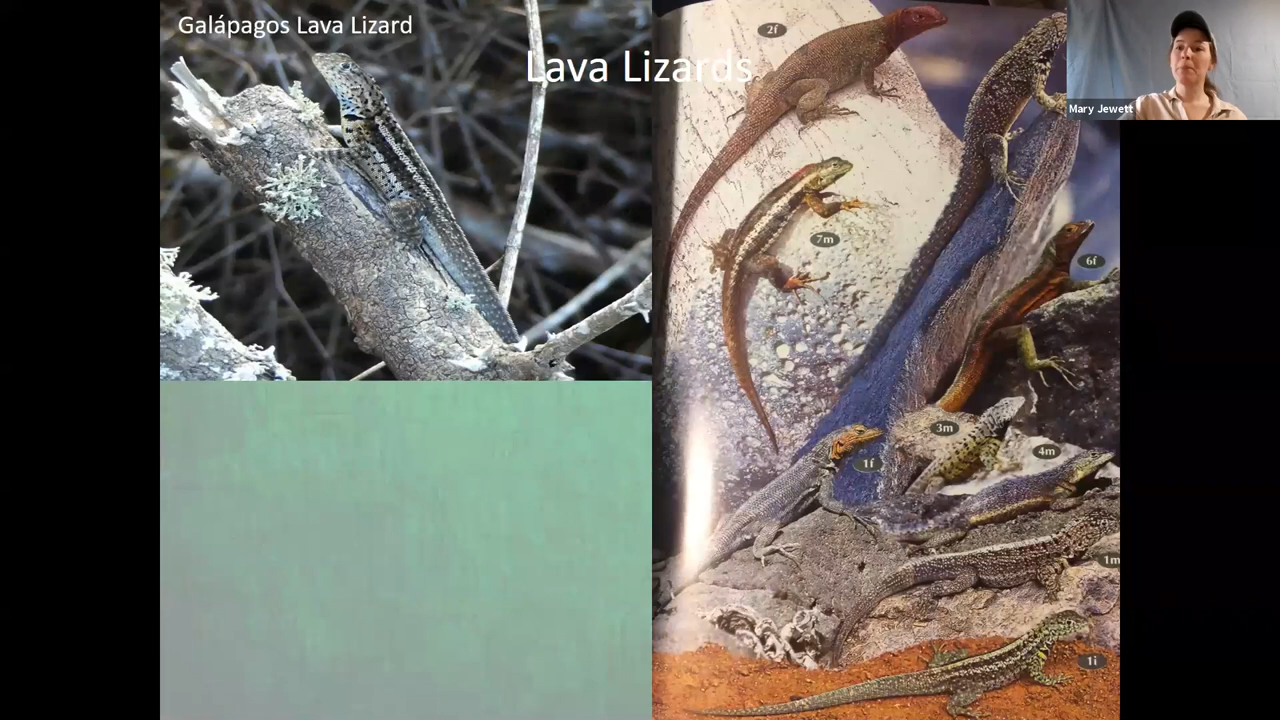 Galápagos Lava Lizard
Lava Lizards
Mary Jewett
2f
7m
6f
3m
4m
1f
1m
1i